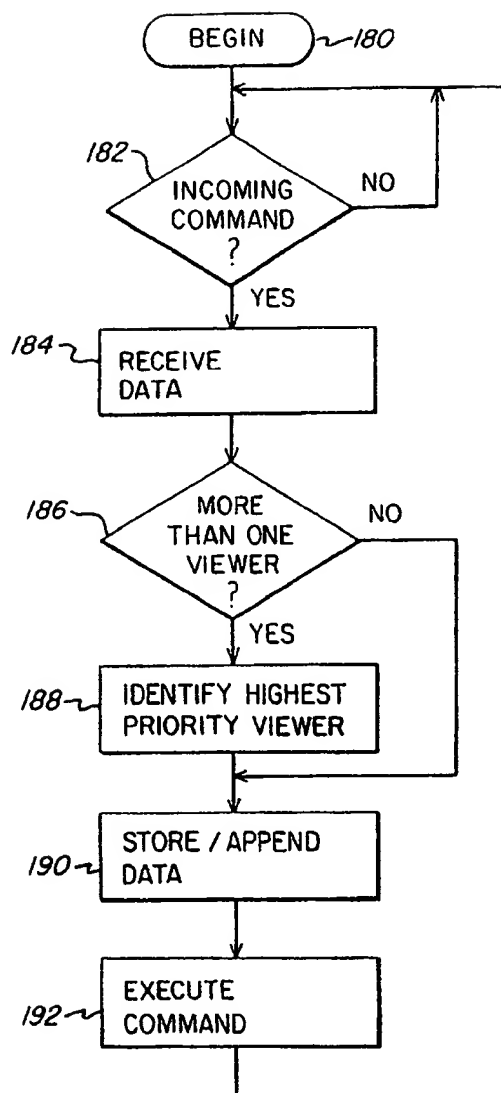 BEGIN
180
182
INCOMING
COMMAND
?
NO
YES
184
RECEIVE
DATA
186
MORE
THAN ONE
VIEWER
?
NO
YES
188
IDENTIFY HIGHEST
PRIORITY VIEWER
190
STORE / APPEND
DATA
192
EXECUTE
COMMAND